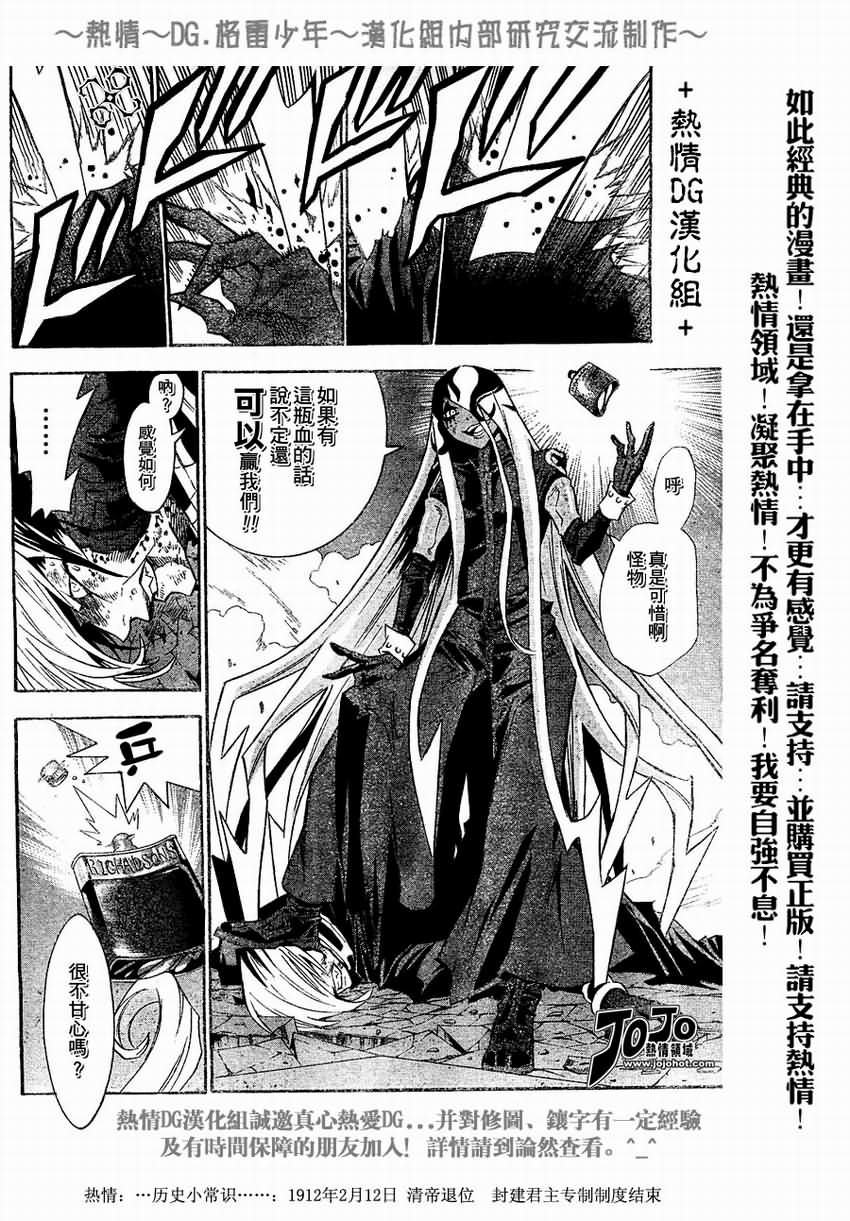 ～熱情～DG.格雷少年～漢化組內部研究交流制作～
+熱情DG漢化組+
如此經典的漫畫！還是拿在手中…才更有感覺…請支持…並購買正版！請支持熱情！
熱情領域！凝聚熱情！不為爭名奪利！我要自強不息！
ビ
ビ
ビ
ビ
呼
真是可惜啊
怪物
如果有
這瓶血的話
說不定還
可以贏我們!!
吶？
感覺如何
……
乓
RICHARDSONS
很不甘心嗎？
JOJO
熱情領域
www.jojohot.com
熱情DG漢化組誠邀真心熱愛DG...并對修圖、鑲字有一定經驗
及有時間保障的朋友加入! 詳情請到論然查看。^_^
热情：…历史小常识……：1912年2月12日 清帝退位 封建君主专制制度结束